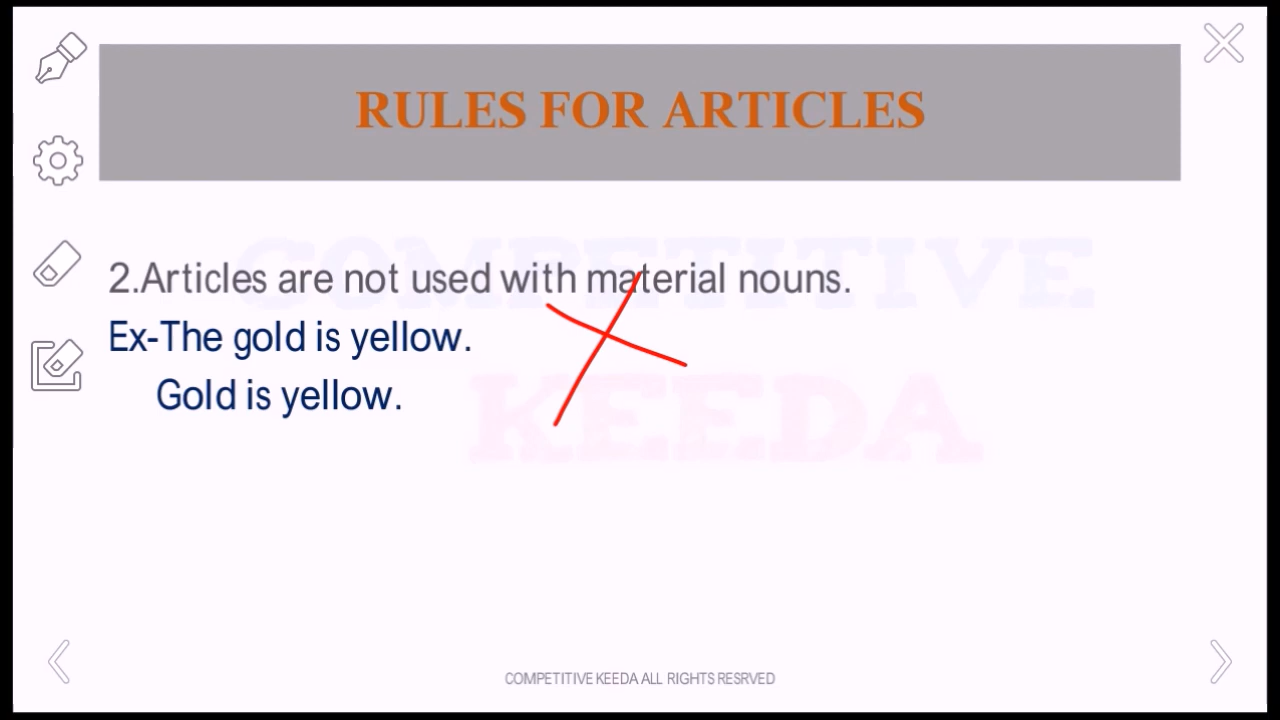 RULES FOR ARTICLES
COMPETITIVE
2.Articles are not used with material nouns.
Ex-The gold is yellow.
Gold is yellow.
KEEDA
COMPETITIVE KEEDA ALL RIGHTS RESRVED